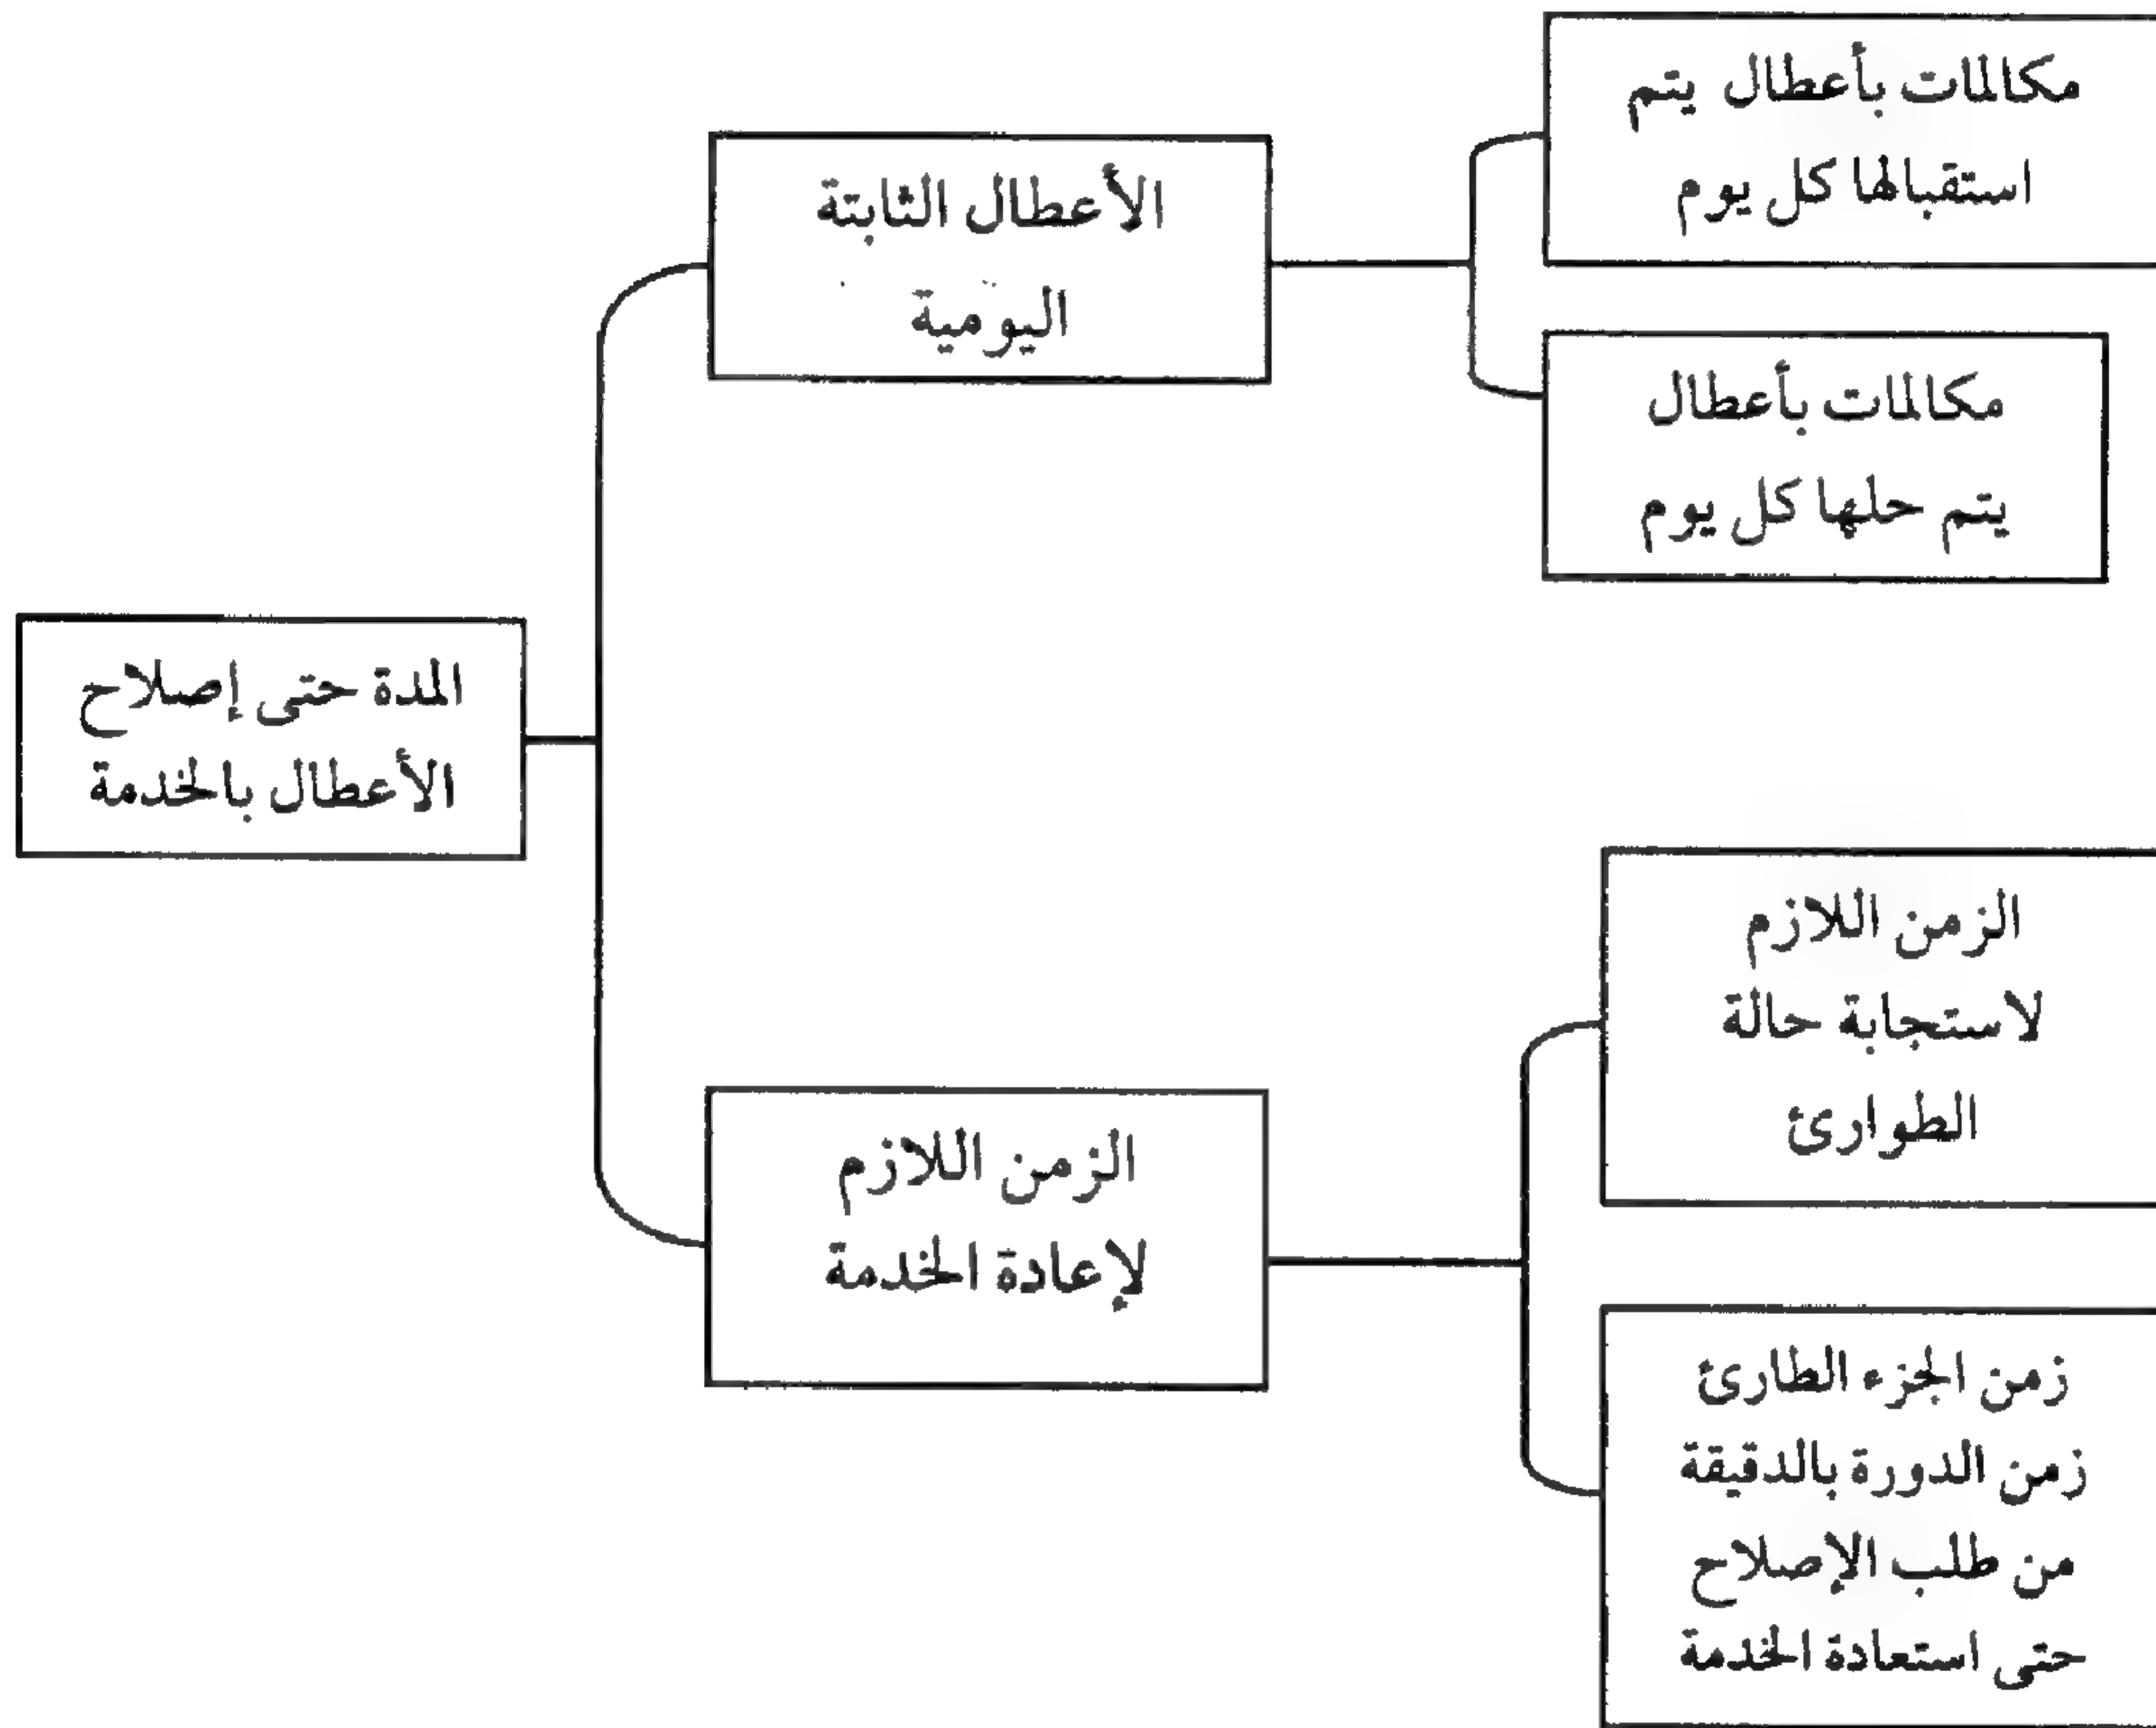 مكالمات بأعطال يتم
استقبالها كل يوم
الأعطال الثابتة
اليومية
مكالمات بأعطال
يتم حلها كل يوم
المدة حتى إصلاح
الأعطال بالخدمة
الزمن اللازم
لاستجابة حالة
الطوارئ
الزمن اللازم
لإعادة الخدمة
زمن الجزء الطارئ
زمن الدورة بالدقيقة
من طلب الإصلاح
حتى استعادة الخدمة